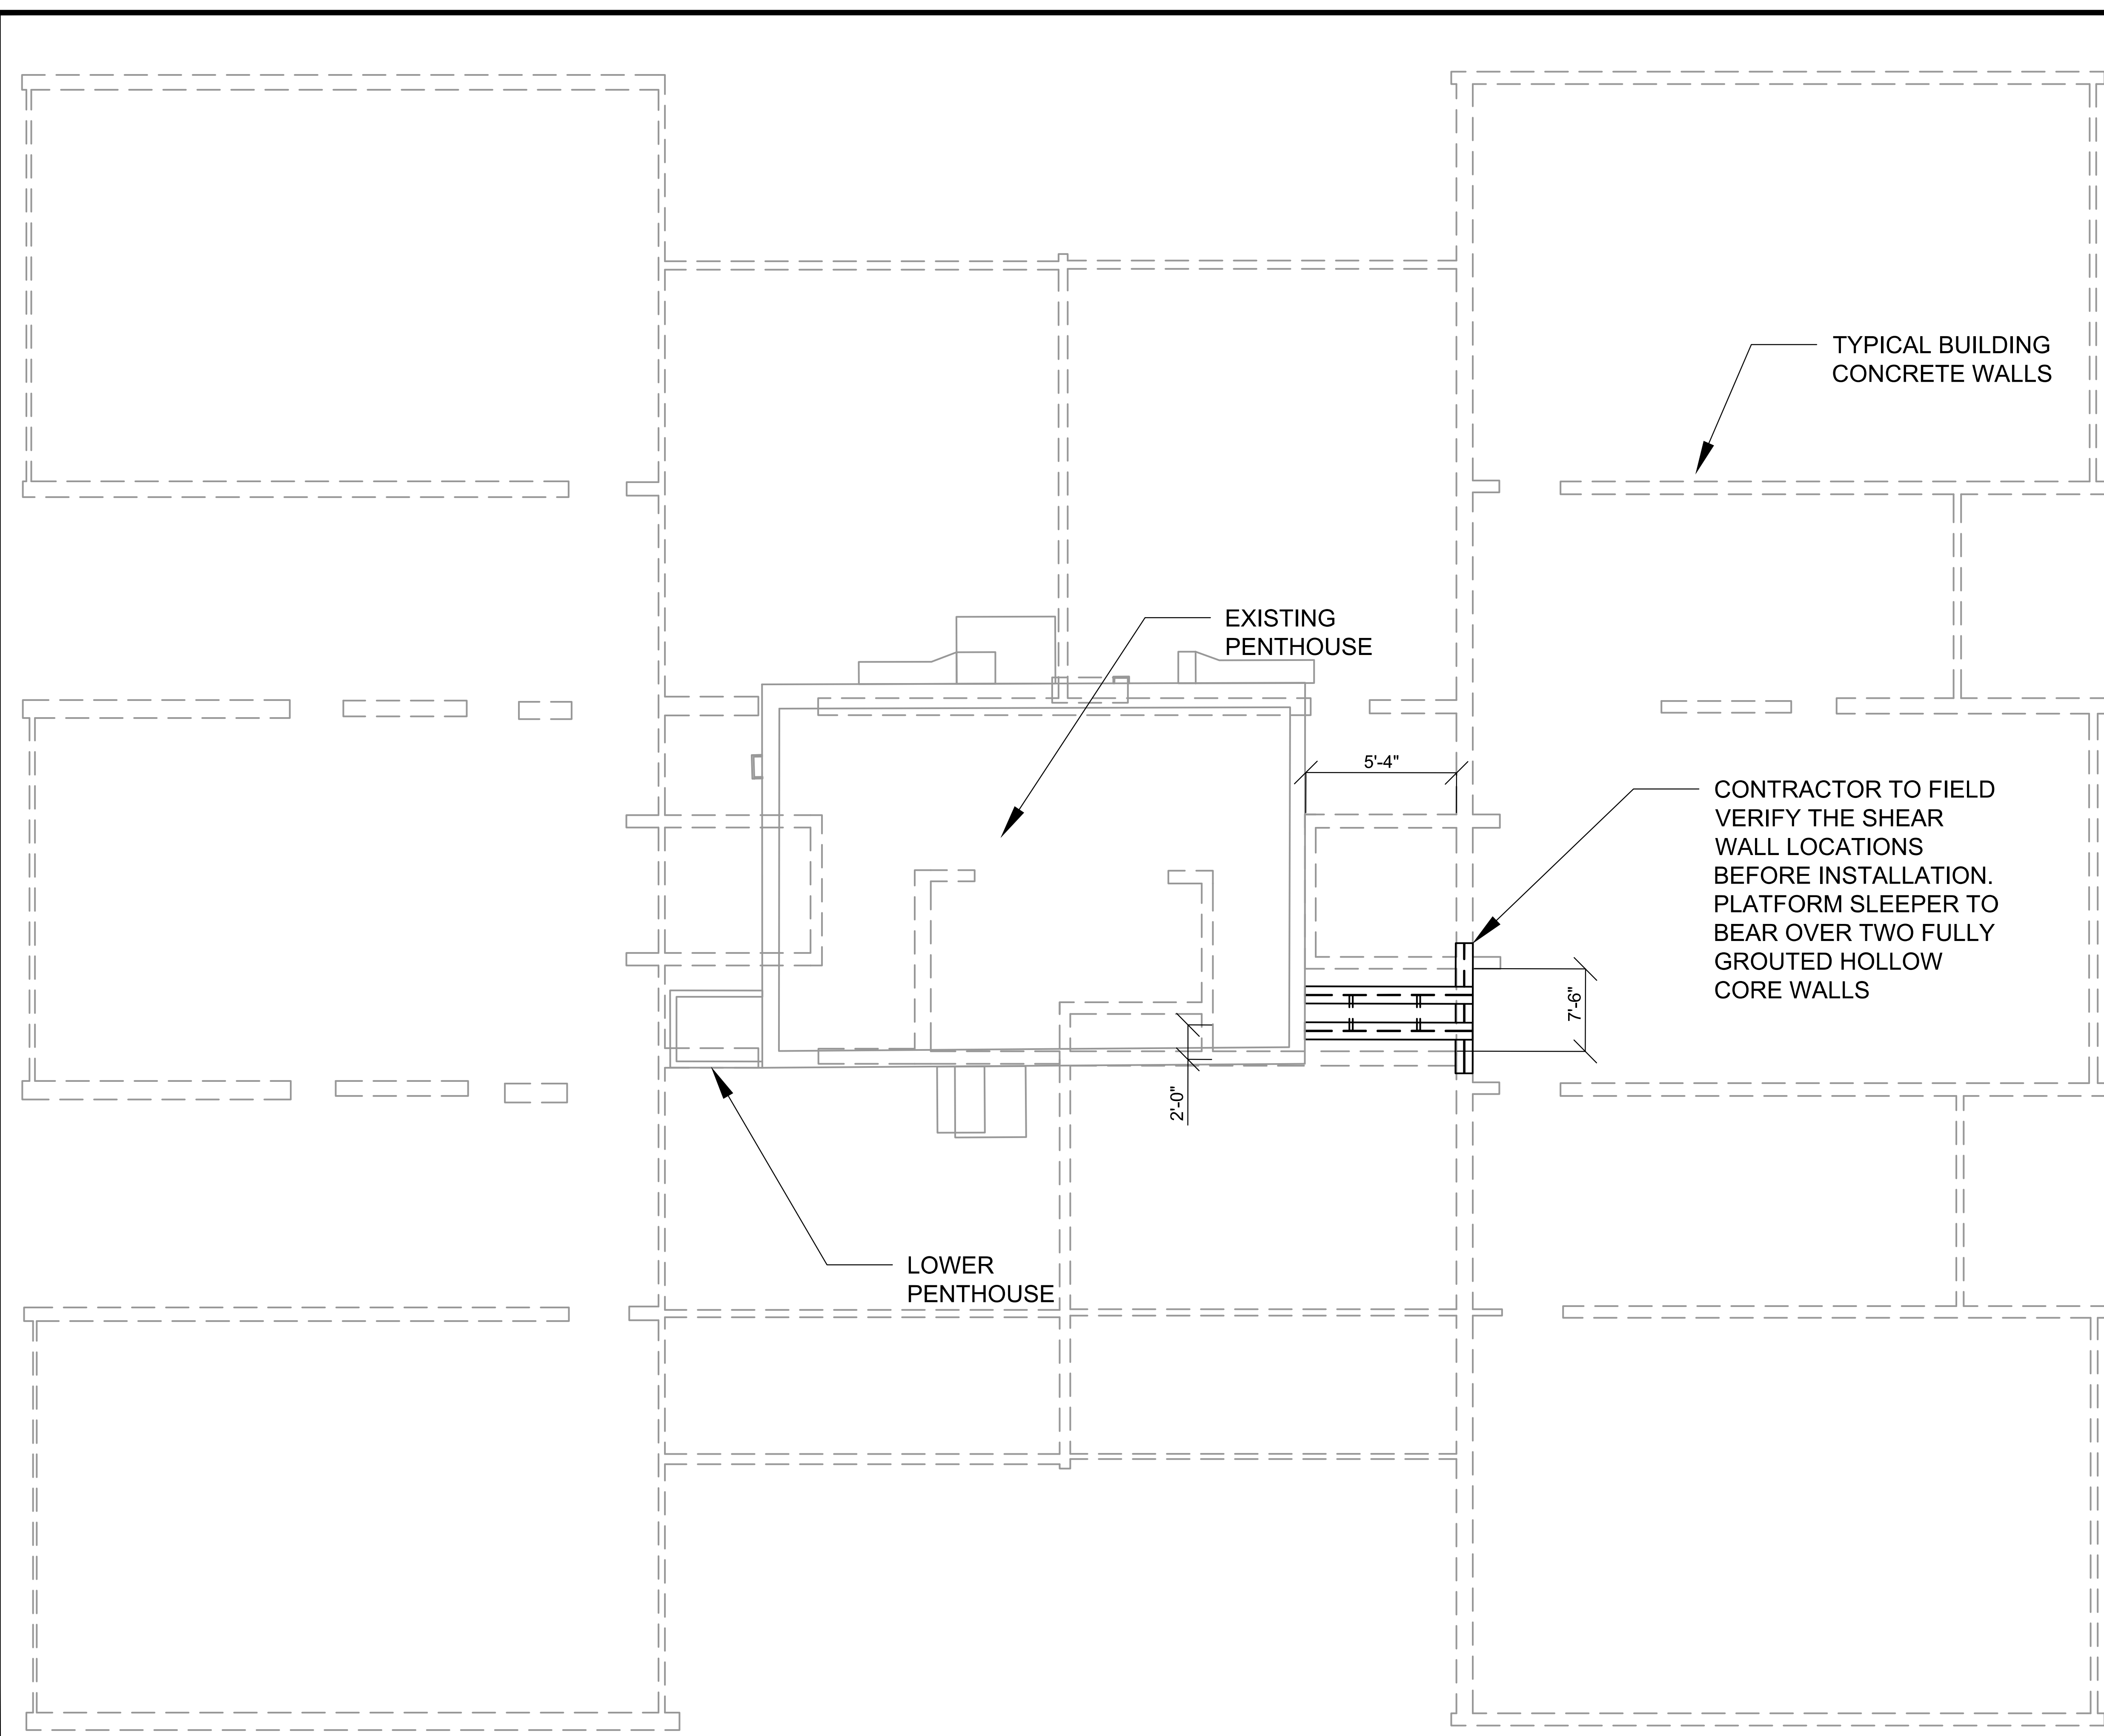 TYPICAL BUILDING
CONCRETE WALLS
EXISTING
PENTHOUSE
5'-4"
CONTRACTOR TO FIELD
VERIFY THE SHEAR
WALL LOCATIONS
BEFORE INSTALLATION.
PLATFORM SLEEPER TO
BEAR OVER TWO FULLY
GROUTED HOLLOW
CORE WALLS
7'-6"
2'-0"
LOWER
PENTHOUSE